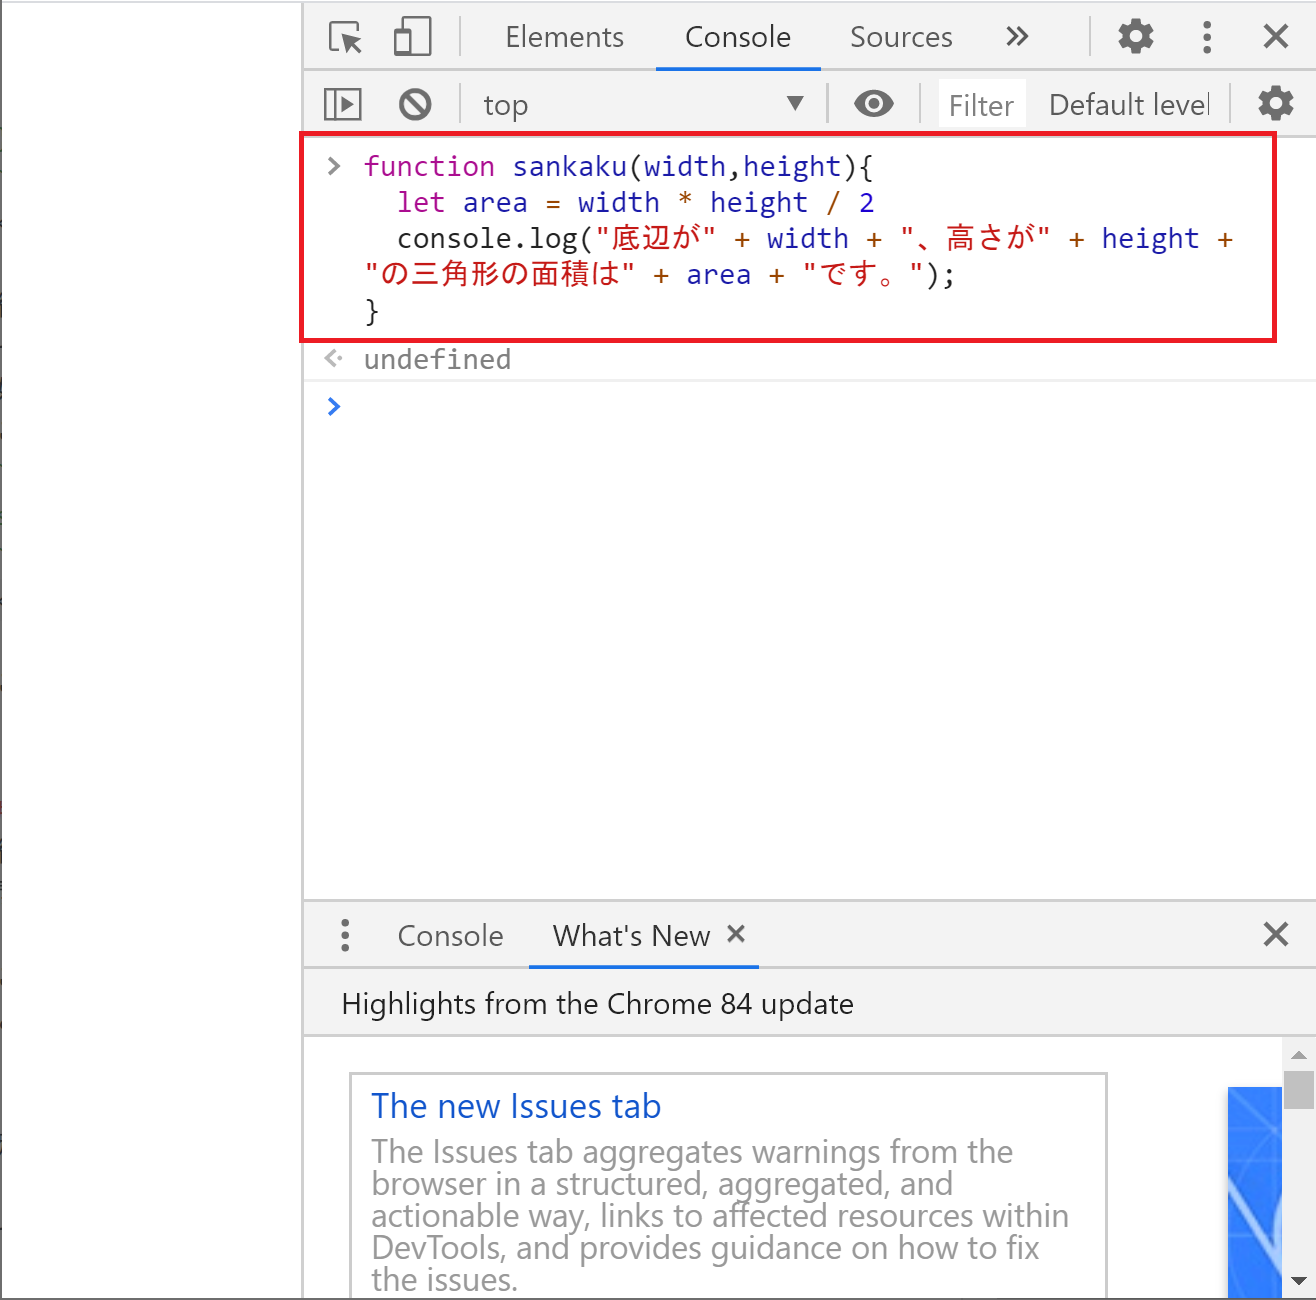 Elements Console Sources
top Filter Default level
function sankaku(width,height){
let area = width * height / 2
console.log("底辺が" + width + "、高さが" + height +
"の三角形の面積は" + area + "です。");
}
undefined
Console What's New
Highlights from the Chrome 84 update
The new Issues tab
The Issues tab aggregates warnings from the
browser in a structured, aggregated, and
actionable way, links to affected resources within
DevTools, and provides guidance on how to fix
the issues.